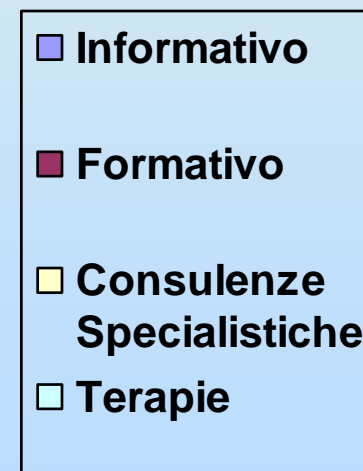 Informativo
Formativo
Consulenze
Specialistiche
Terapie